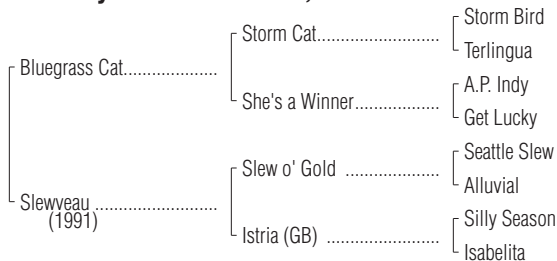 Storm Bird
Storm Cat..................
Terlingua
Bluegrass Cat....................
A.P. Indy
She's a Winner.................
Get Lucky
Seattle Slew
Slew o' Gold ...................
Alluvial
Slewveau ..........................
(1991)
Silly Season
Istria (GB) .......................
Isabelita